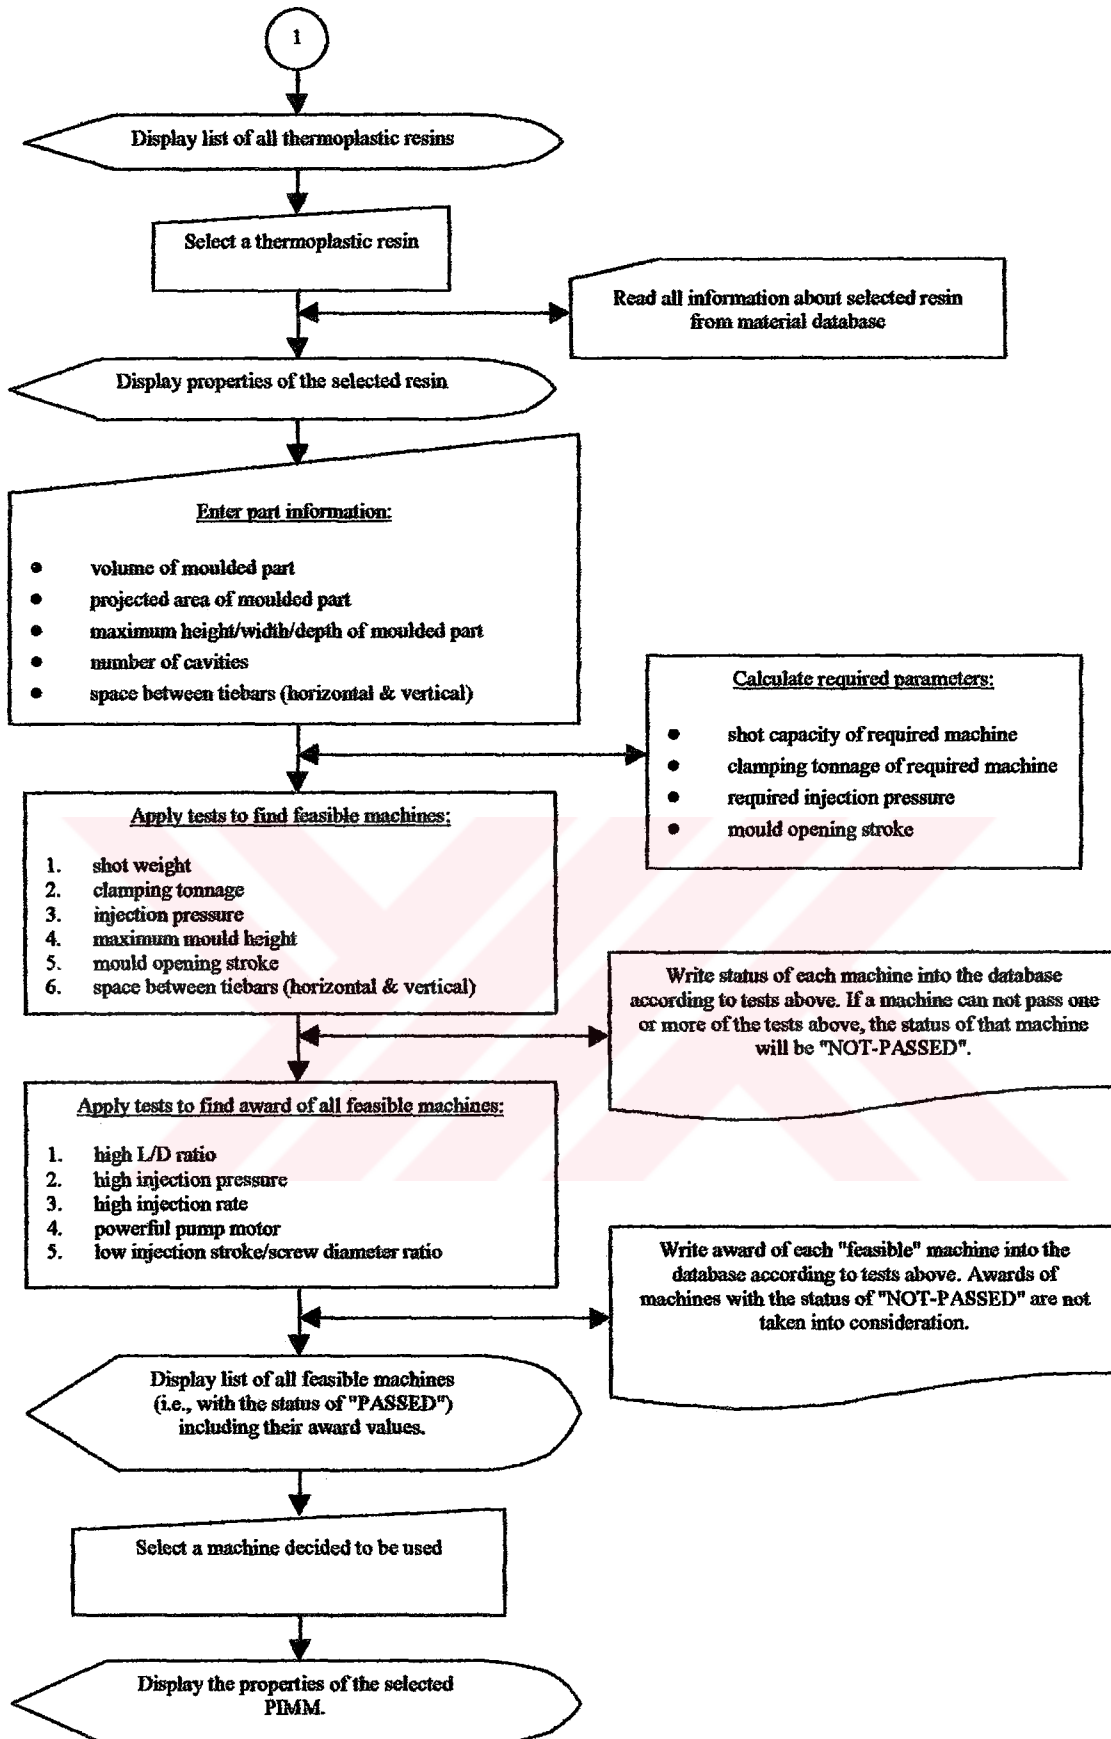 1
Display list of all thermoplastic resins
Select a thermoplastic resin
Read all information about selected resin
from material database
Display properties of the selected resin
Enter part information:
● volume of moulded part
● projected area of moulded part
● maximum height/width/depth of moulded part
● number of cavities
● space between tiebars (horizontal & vertical)
Calculate required parameters:
● shot capacity of required machine
● clamping tonnage of required machine
● required injection pressure
● mould opening stroke
Apply tests to find feasible machines:
1. shot weight
2. clamping tonnage
3. injection pressure
4. maximum mould height
5. mould opening stroke
6. space between tiebars (horizontal & vertical)
Write status of each machine into the database
according to tests above. If a machine can not pass one
or more of the tests above, the status of that machine
will be "NOT-PASSED".
Apply tests to find award of all feasible machines:
1. high L/D ratio
2. high injection pressure
3. high injection rate
4. powerful pump motor
5. low injection stroke/screw diameter ratio
Write award of each "feasible" machine into the
database according to tests above. Awards of
machines with the status of "NOT-PASSED" are not
taken into consideration.
Display list of all feasible machines
(i.e., with the status of "PASSED")
including their award values.
Select a machine decided to be used
Display the properties of the selected
PIMM.